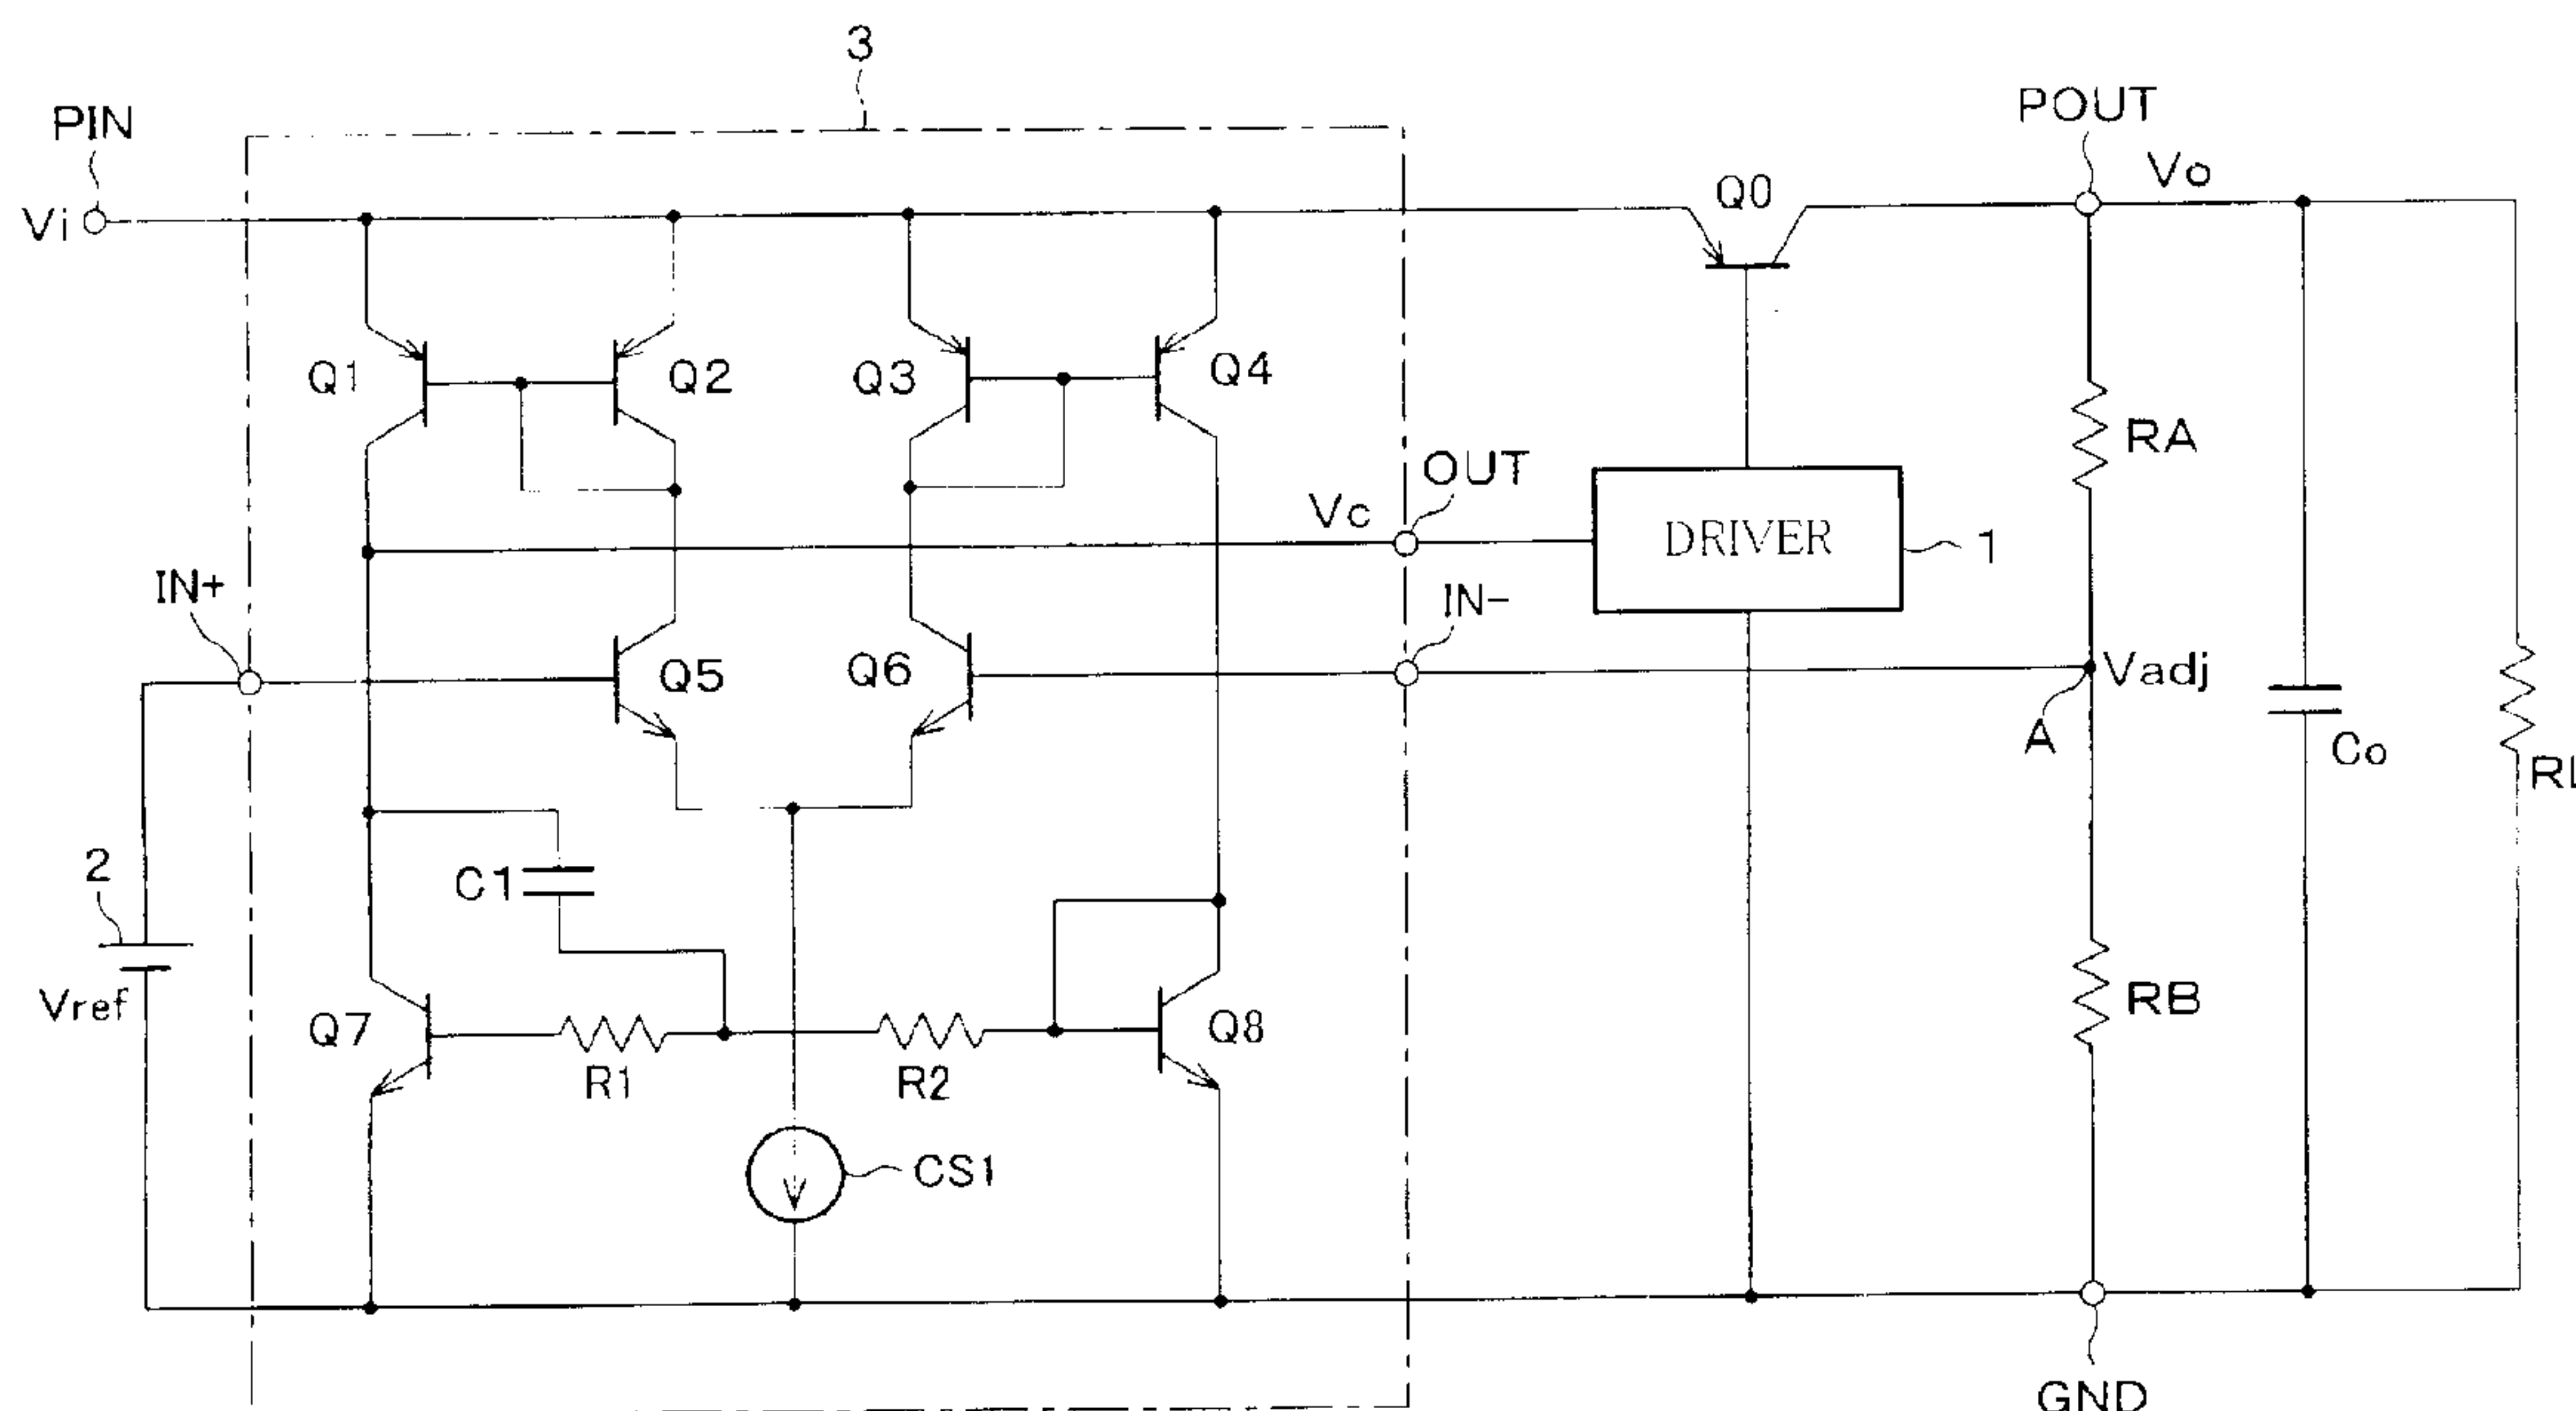 3
PIN
POUT
Vi
Q0
Vo
Q1
Q2
Q3
Q4
RA
OUT
Vc
DRIVER
1
IN+
IN-
Q5
Q6
Vadj
A
Co
2
C1
Vref
Q7
R1
R2
Q8
RB
CS1
GND